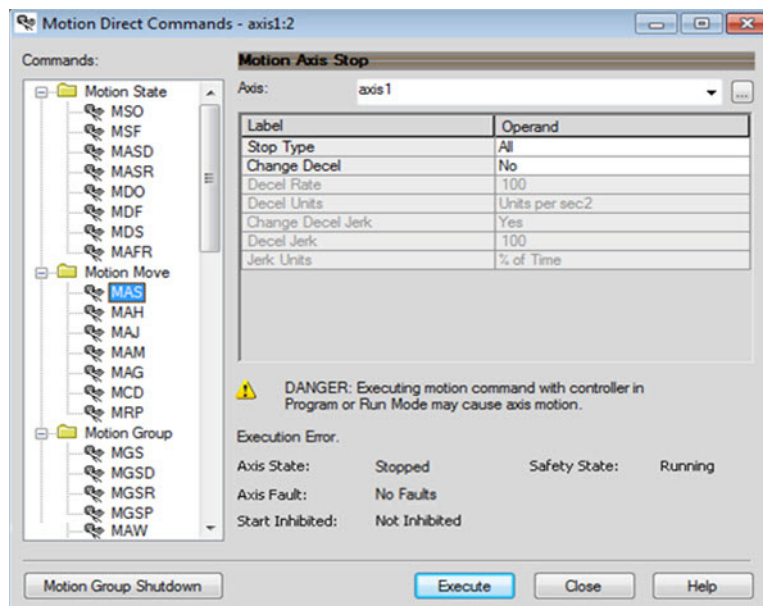 Motion Direct Commands - axis1:2
Commands:
Motion State
MSO
MSF
MASD
MASR
MDO
MDF
MDS
MAFR
Motion Move
MAS
MAH
MAJ
MAM
MAG
MCD
MRP
Motion Group
MGS
MGSD
MGSR
MGSP
MAW
Motion Axis Stop
Axis: axis1 ...
Label Operand
Stop Type All
Change Decel No
Decel Rate 100
Decel Units Units per sec2
Change Decel Jerk Yes
Decel Jerk 100
Jerk Units % of Time
DANGER: Executing motion command with controller in
Program or Run Mode may cause axis motion.
Execution Error.
Axis State: Stopped Safety State: Running
Axis Fault: No Faults
Start Inhibited: Not Inhibited
Motion Group Shutdown Execute Close Help